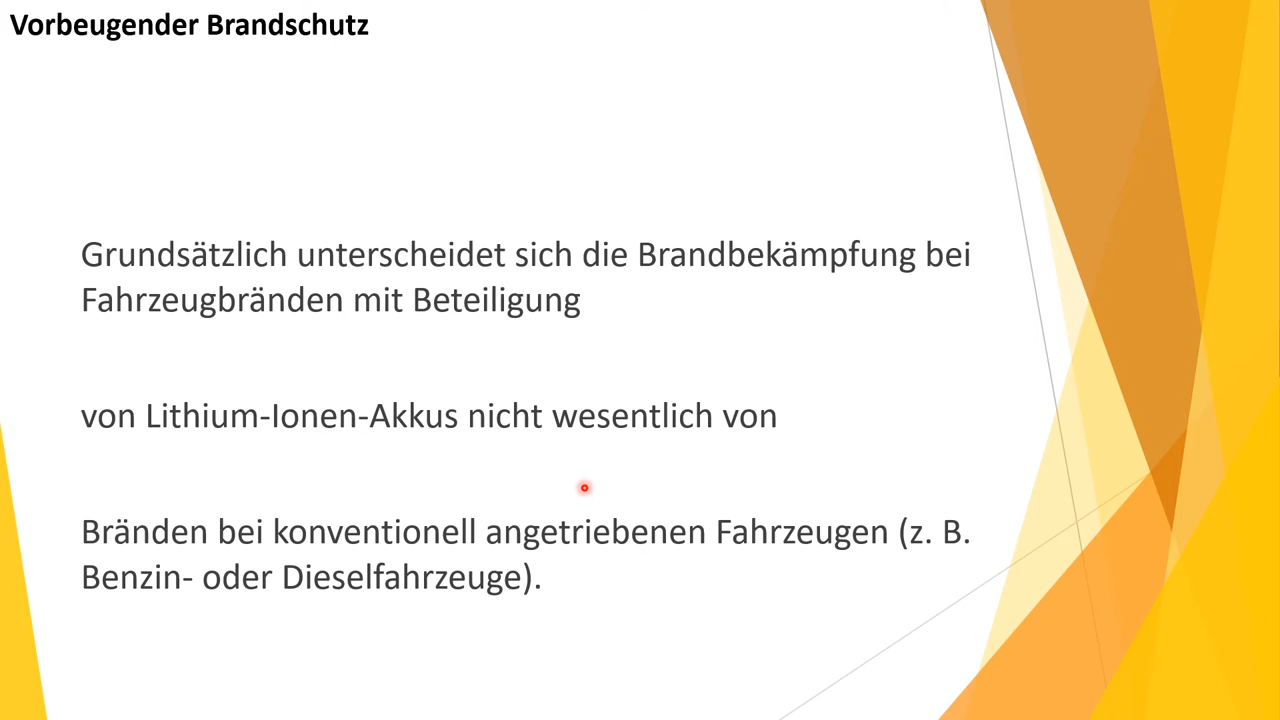 Vorbeugender Brandschutz
Grundsätzlich unterscheidet sich die Brandbekämpfung bei
Fahrzeugbränden mit Beteiligung
von Lithium-Ionen-Akkus nicht wesentlich von
Bränden bei konventionell angetriebenen Fahrzeugen (z. B.
Benzin- oder Dieselfahrzeuge).